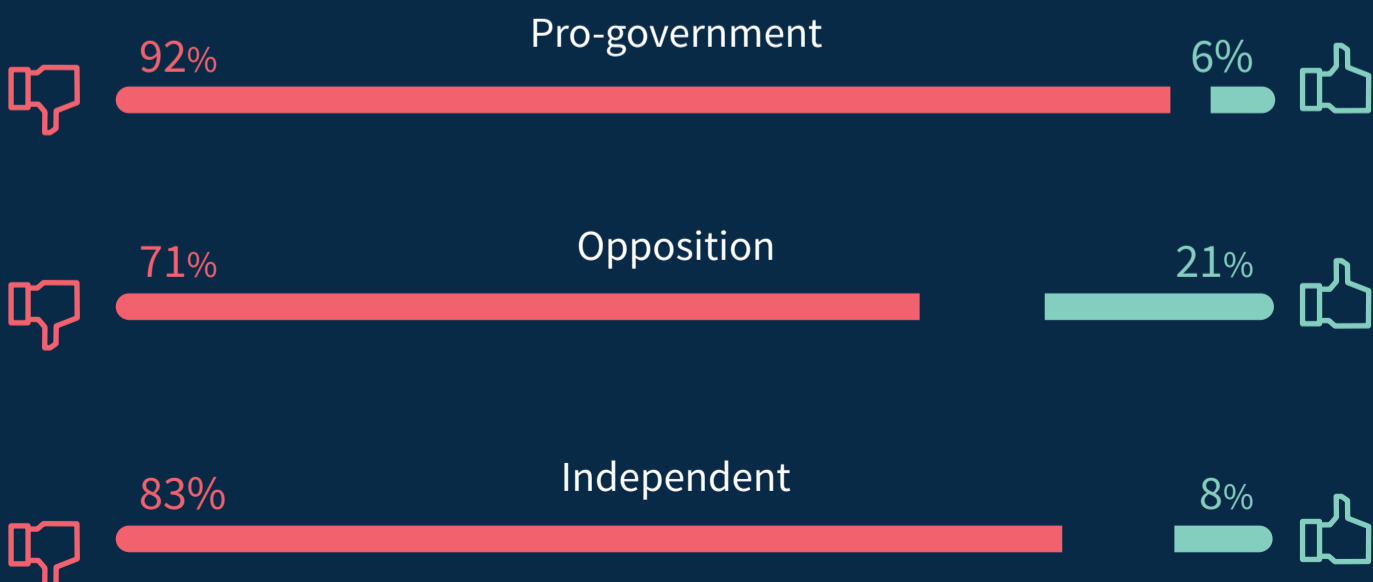 Pro-government
92%
6%
Opposition
71%
21%
Independent
83%
8%